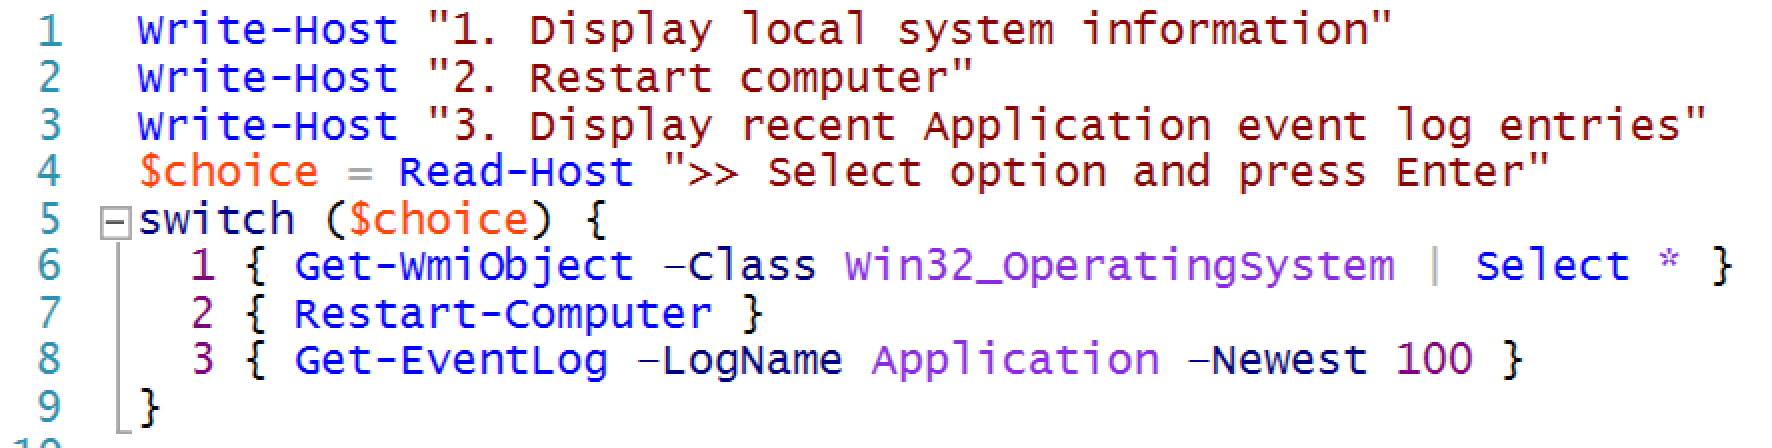 1 Write-Host "1. Display local system information"
2 Write-Host "2. Restart computer"
3 Write-Host "3. Display recent Application event log entries"
4 $choice = Read-Host ">> Select option and press Enter"
5 switch ($choice) {
6 1 { Get-WmiObject –Class Win32_OperatingSystem | Select * }
7 2 { Restart-Computer }
8 3 { Get-EventLog –LogName Application –Newest 100 }
9 }
10